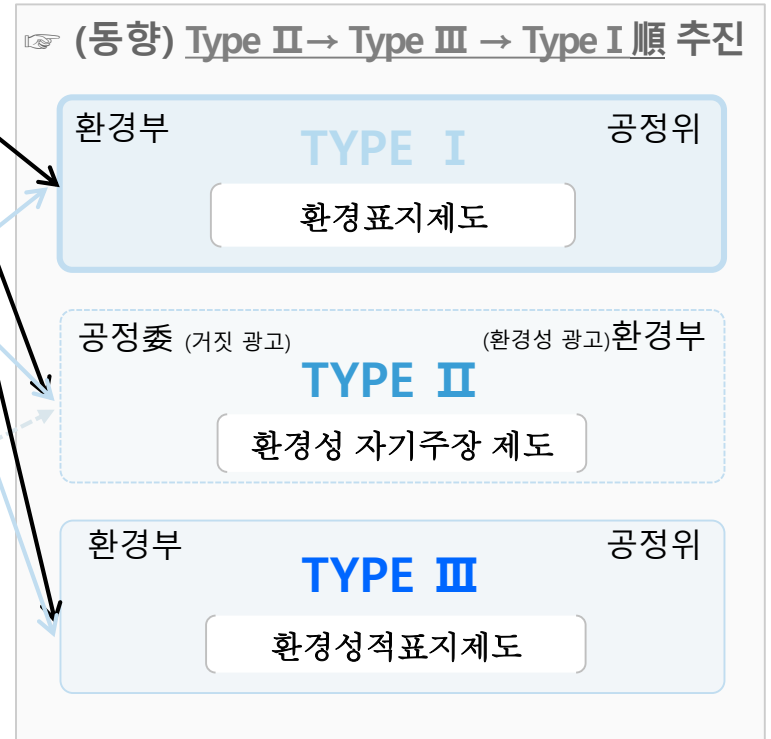 ☞ (동향) Type Ⅱ→ Type Ⅲ → Type Ⅰ 順 추진
환경부 TYPE Ⅰ 공정위
환경표지제도
공정委 (거짓 광고) (환경성 광고)환경부
TYPE Ⅱ
환경성 자기주장 제도
환경부 공정위
TYPE Ⅲ
환경성적표지제도